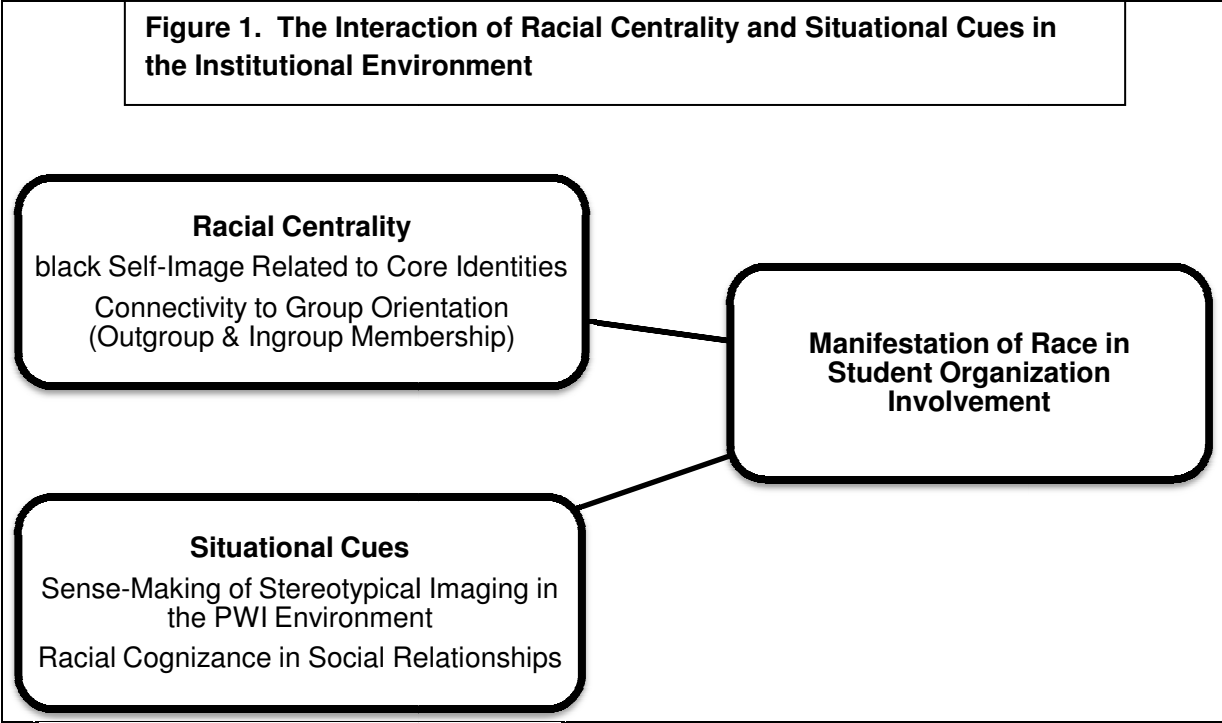 Figure 1. The Interaction of Racial Centrality and Situational Cues in
the Institutional Environment
Racial Centrality
black Self-Image Related to Core Identities
Connectivity to Group Orientation
(Outgroup & Ingroup Membership)
Manifestation of Race in
Student Organization
Involvement
Situational Cues
Sense-Making of Stereotypical Imaging in
the PWI Environment
Racial Cognizance in Social Relationships